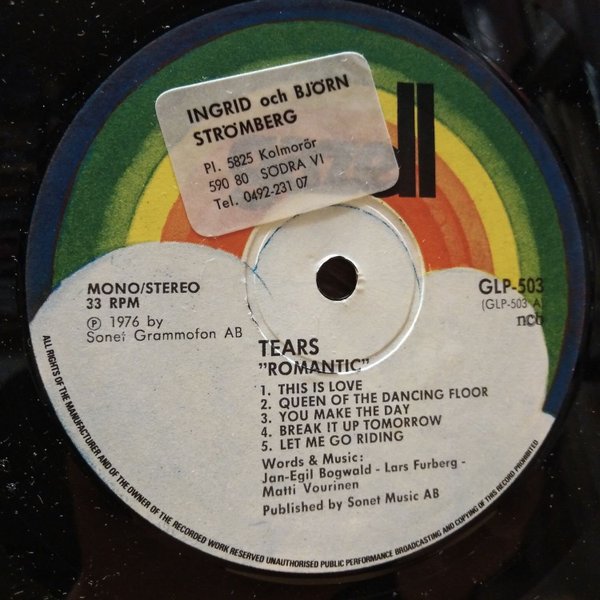 INGRID och BJÖRN
STRÖMBERG
Pl. 5825 Kolmorör
590 80 SÖDRA VI
Tel. 0492-231 07
MONO/STEREO
33 RPM
Ⓟ 1976 by
Sonet Grammofon AB
GLP-503
(GLP-503 A)
ncb
TEARS
"ROMANTIC"
1. THIS IS LOVE
2. QUEEN OF THE DANCING FLOOR
3. YOU MAKE THE DAY
4. BREAK IT UP TOMORROW
5. LET ME GO RIDING
Words & Music:
Jan-Egil Bogwald - Lars Furberg -
Matti Vourinen
Published by Sonet Music AB
ALL RIGHTS OF THE MANUFACTURER AND OF THE OWNER OF THE RECORDED WORK RESERVED UNAUTHORISED PUBLIC PERFORMANCE BROADCASTING AND COPYING OF THIS RECORD PROHIBITED